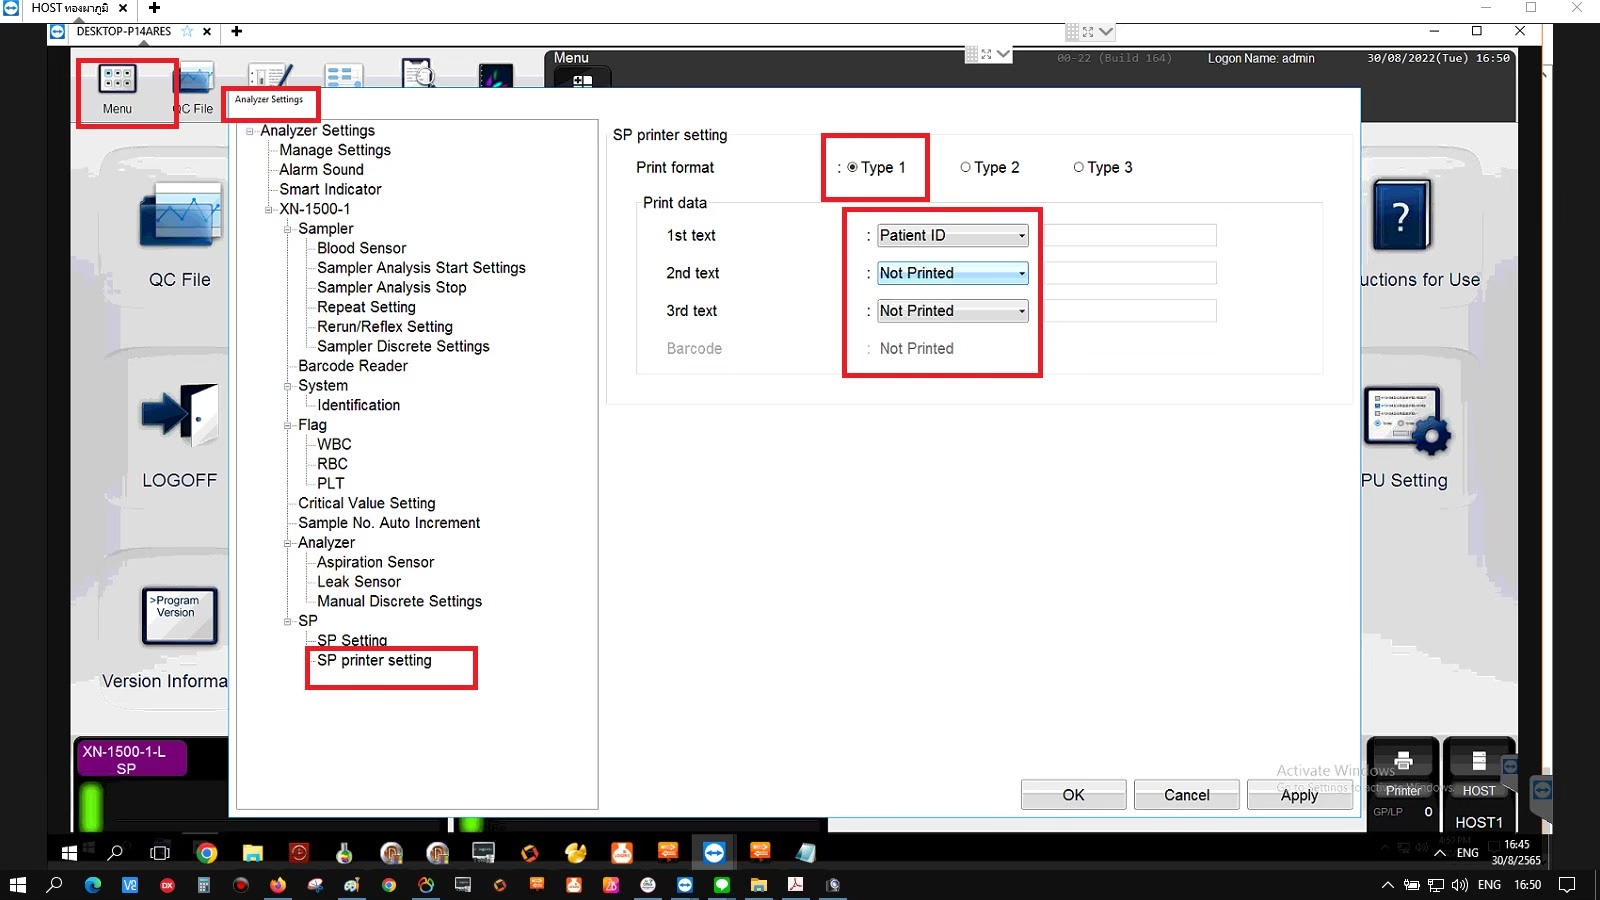 HOST ทองผาภูมิ
DESKTOP-P14ARES
Menu
00-22 (Build 164)
Logon Name: admin
30/08/2022(Tue) 16:50
Menu
QC File
Analyzer Settings
Analyzer Settings
Manage Settings
Alarm Sound
Smart Indicator
XN-1500-1
Sampler
Blood Sensor
Sampler Analysis Start Settings
Sampler Analysis Stop
Repeat Setting
Rerun/Reflex Setting
Sampler Discrete Settings
Barcode Reader
System
Identification
Flag
WBC
RBC
PLT
Critical Value Setting
Sample No. Auto Increment
Analyzer
Aspiration Sensor
Leak Sensor
Manual Discrete Settings
SP
SP Setting
SP printer setting
SP printer setting
Print format : Type 1 Type 2 Type 3
Print data
1st text : Patient ID
2nd text : Not Printed
3rd text : Not Printed
Barcode : Not Printed
OK Cancel Apply
QC File
LOGOFF
>Program
Version
Version Informa
uctions for Use
PU Setting
XN-1500-1-L
SP
Activate Windows
Go to Settings to activate Windows.
Printer
GP/LP 0
HOST
HOST1
ENG
16:45
30/8/2565
ENG 16:50